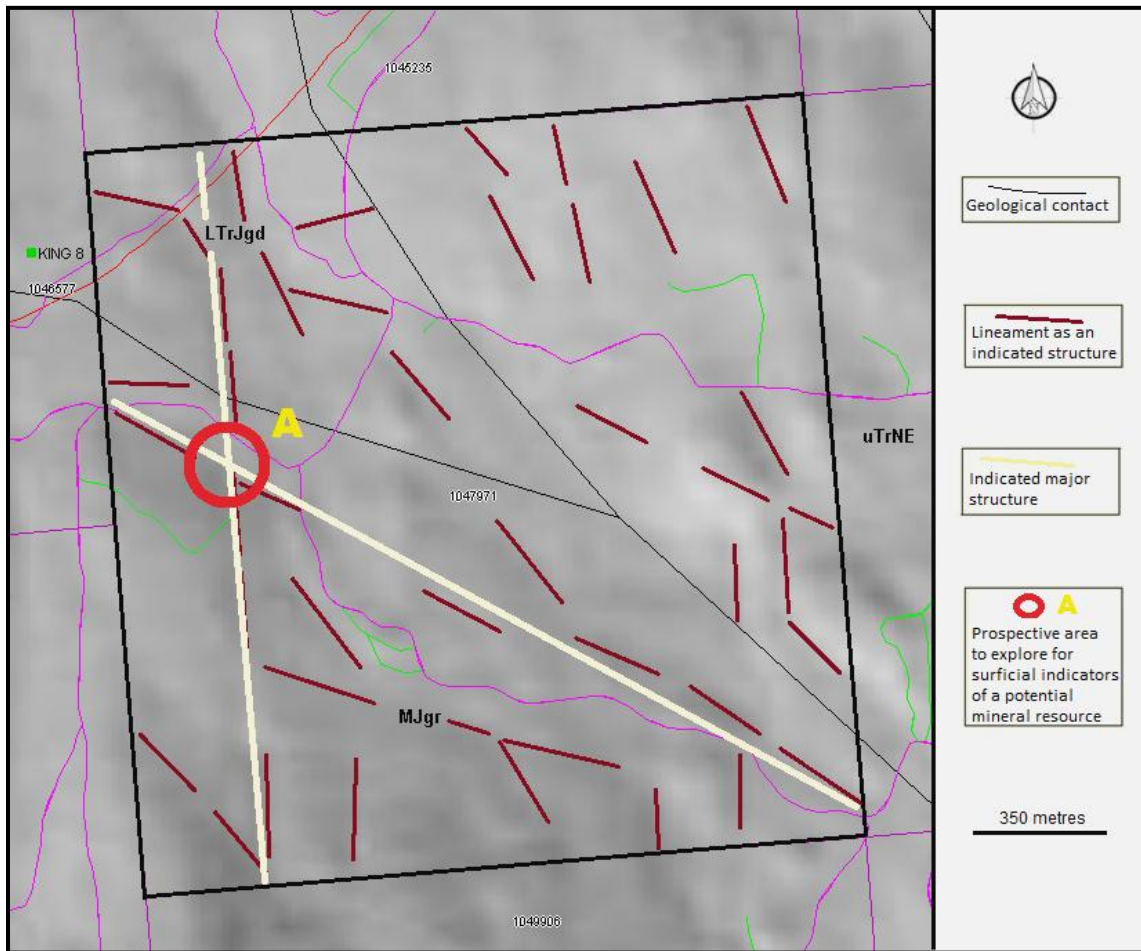 1045235
LTrJgd
KING 8
1046577
A
uTrNE
1047971
MJgr
1049906
N
Geological contact
Lineament as an
indicated structure
Indicated major
structure
A
Prospective area
to explore for
surficial indicators
of a potential
mineral resource
350 metres